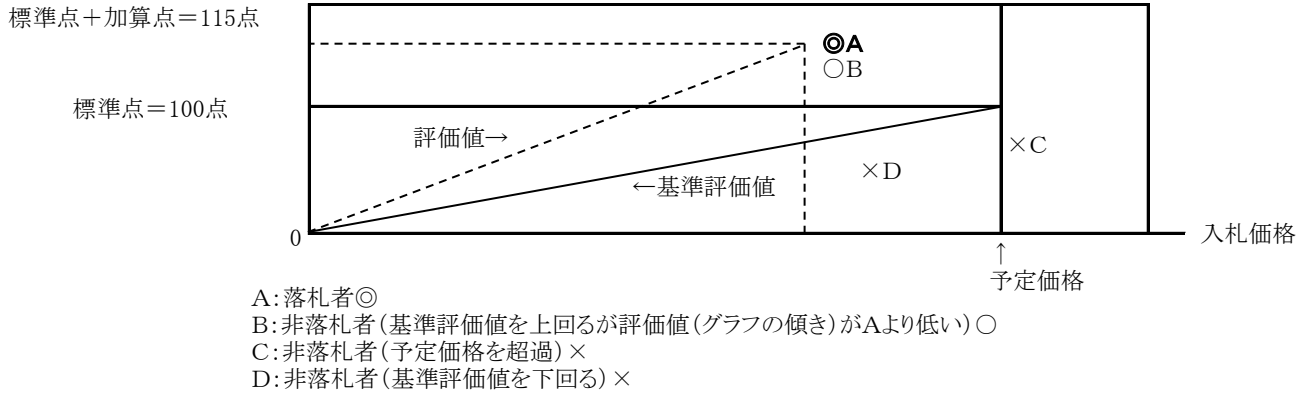 標準点+加算点=115点
◎A
○B
標準点=100点
評価値→
×C
×D
←基準評価値
0
入札価格
↑
予定価格
A:落札者◎
B:非落札者(基準評価値を上回るが評価値(グラフの傾き)がAより低い)○
C:非落札者(予定価格を超過)×
D:非落札者(基準評価値を下回る)×